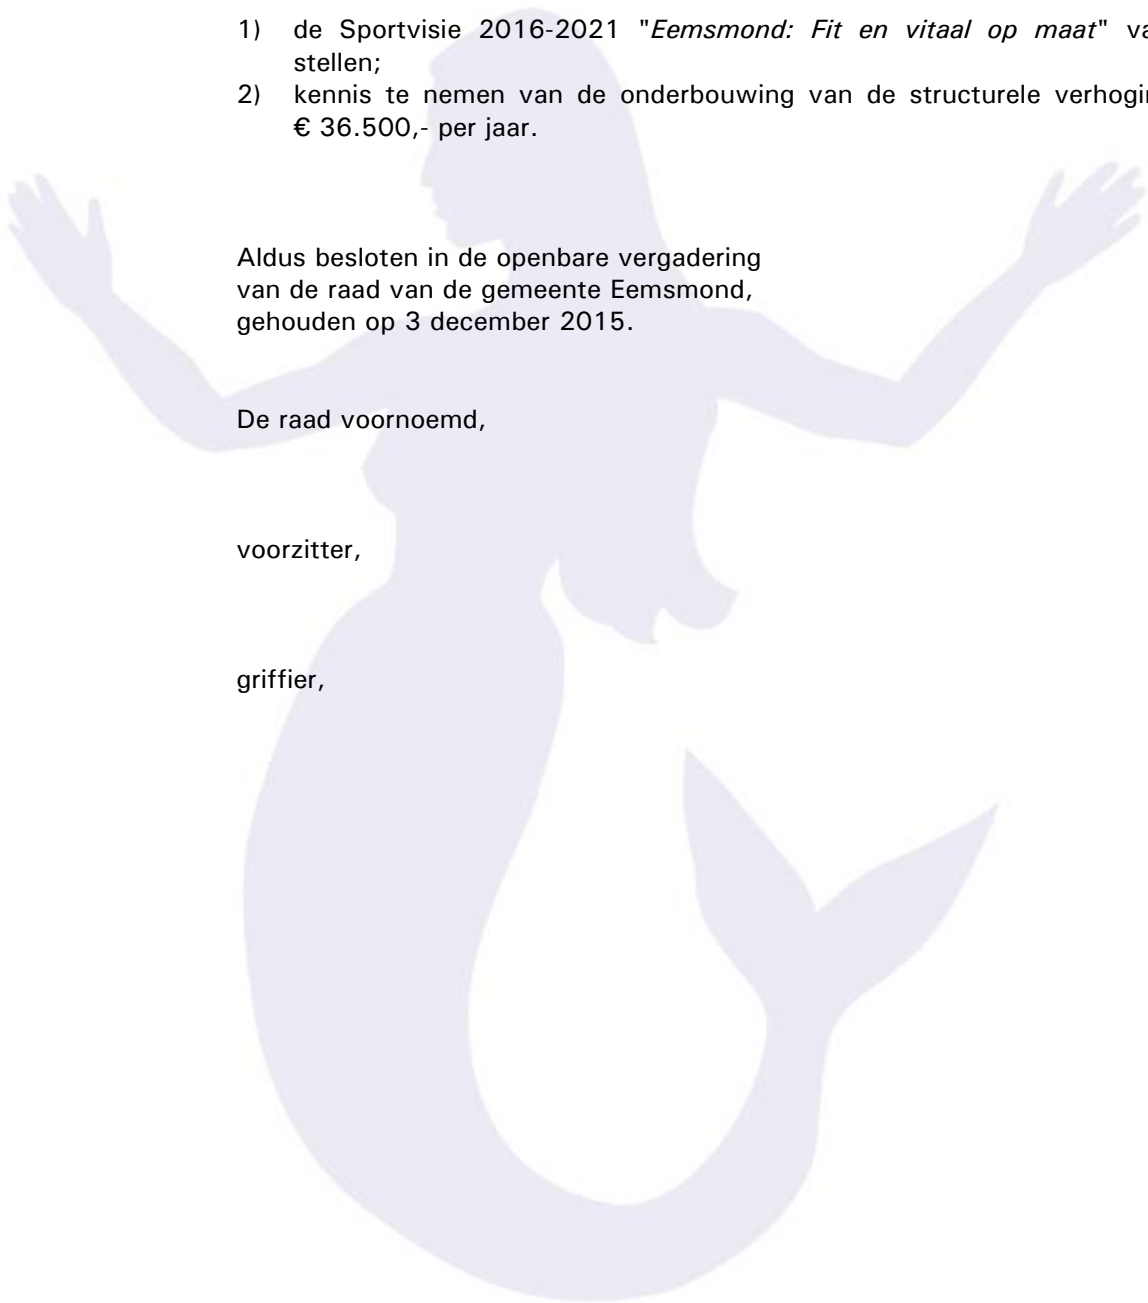 1) de Sportvisie 2016-2021 "Eemsmond: Fit en vitaal op maat" va
stellen;
2) kennis te nemen van de onderbouwing van de structurele verhogin
€ 36.500,- per jaar.
Aldus besloten in de openbare vergadering
van de raad van de gemeente Eemsmond,
gehouden op 3 december 2015.
De raad voornoemd,
voorzitter,
griffier,